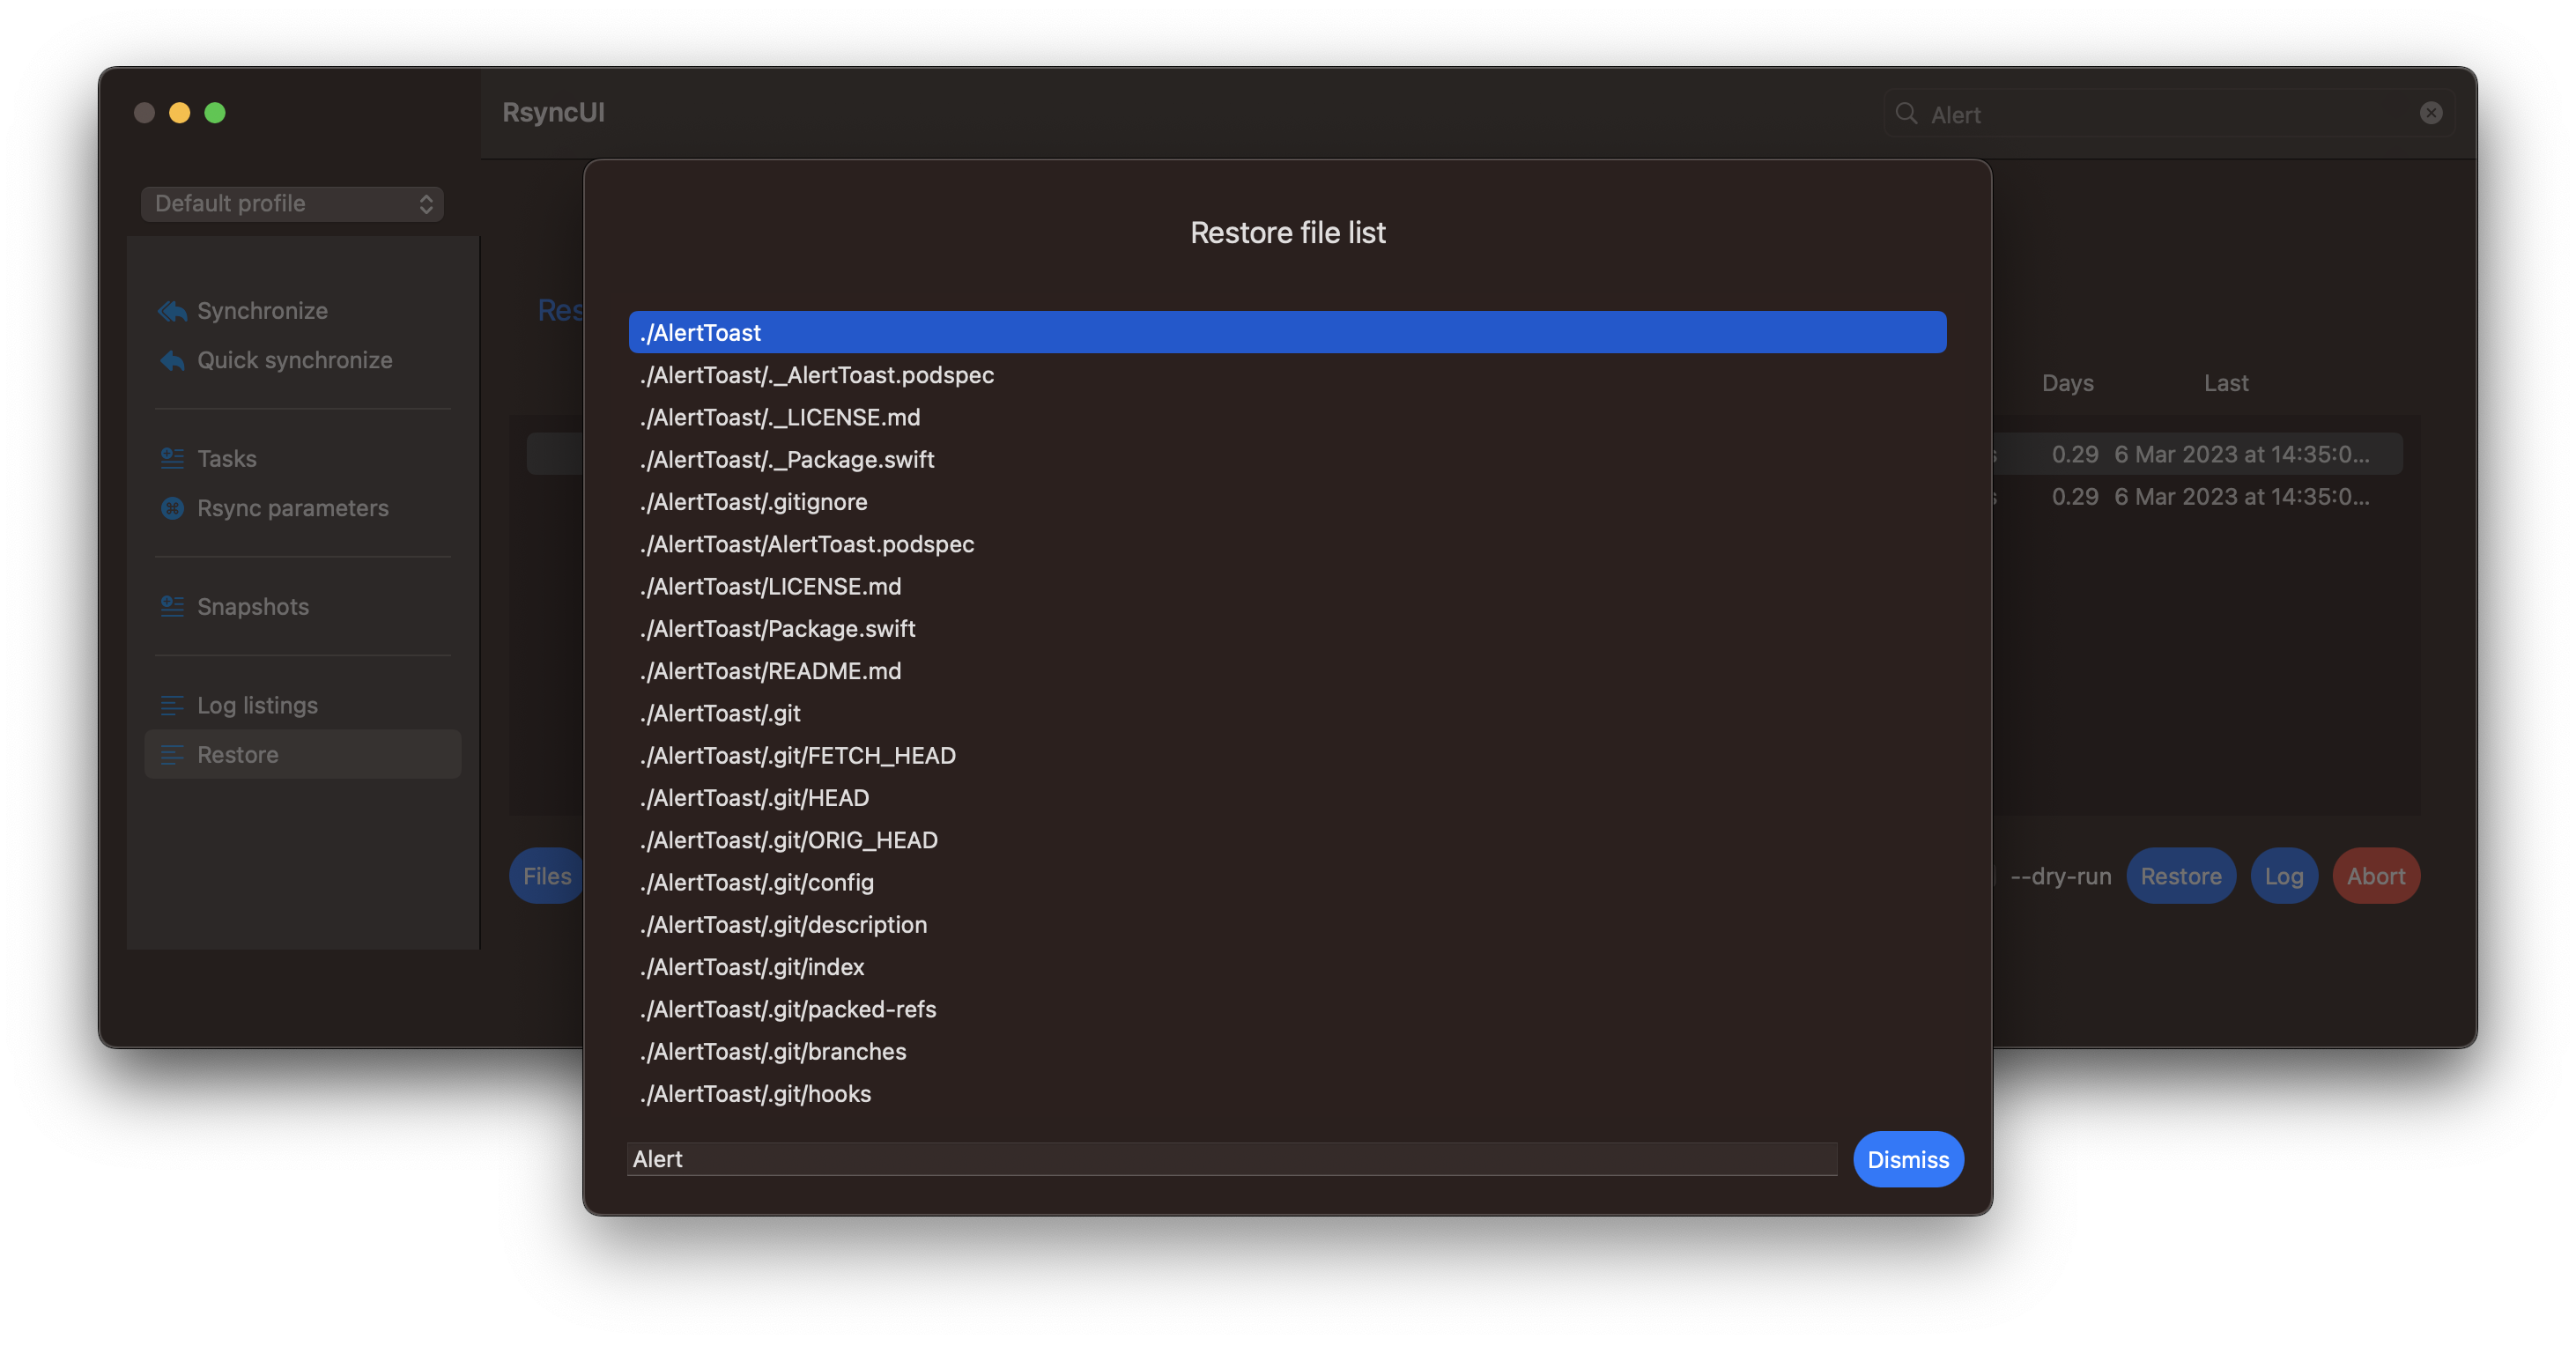 RsyncUI
Alert
Default profile
Synchronize
Quick synchronize
Tasks
Rsync parameters
Snapshots
Log listings
Restore
Days Last
0.29 6 Mar 2023 at 14:35:0...
0.29 6 Mar 2023 at 14:35:0...
Files
--dry-run Restore Log Abort
Restore file list
./AlertToast
./AlertToast/._AlertToast.podspec
./AlertToast/._LICENSE.md
./AlertToast/._Package.swift
./AlertToast/.gitignore
./AlertToast/AlertToast.podspec
./AlertToast/LICENSE.md
./AlertToast/Package.swift
./AlertToast/README.md
./AlertToast/.git
./AlertToast/.git/FETCH_HEAD
./AlertToast/.git/HEAD
./AlertToast/.git/ORIG_HEAD
./AlertToast/.git/config
./AlertToast/.git/description
./AlertToast/.git/index
./AlertToast/.git/packed-refs
./AlertToast/.git/branches
./AlertToast/.git/hooks
Alert Dismiss